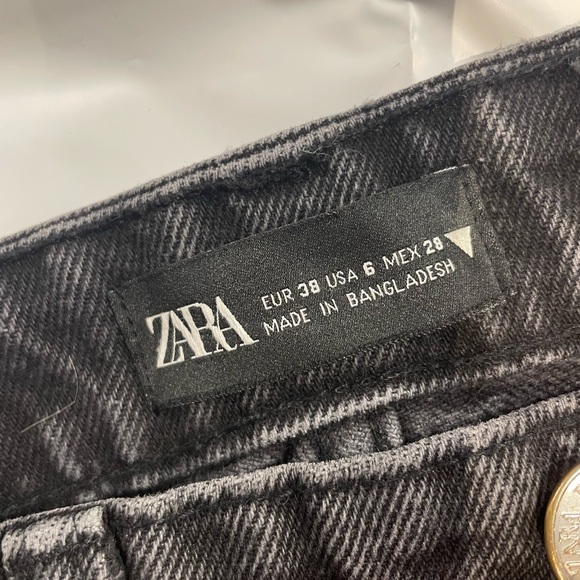 ZARA
EUR 38 USA 6 MEX 28
MADE IN BANGLADESH